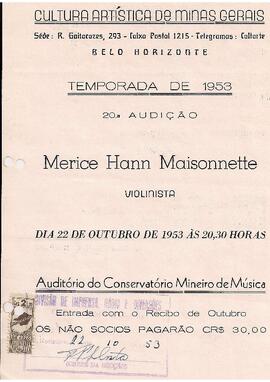 CULTURA ARTÍSTICA DE MINAS GERAIS
Séde: R. Guitacazes, 293 - Caixa Postal 1215 - Telegramas: Cultarte
BELO HORIZONTE
TEMPORADA DE 1953
20.a AUDIÇÃO
Merice Hann Maisonnette
VIOLINISTA
DIA 22 DE OUTUBRO DE 1953 ÀS 20,30 HORAS
Auditório do Conservatório Mineiro de Música
Entrada com o Recibo de Outubro
22 10 53
OS NÃO SOCIOS PAGARÃO CR$ 30,00